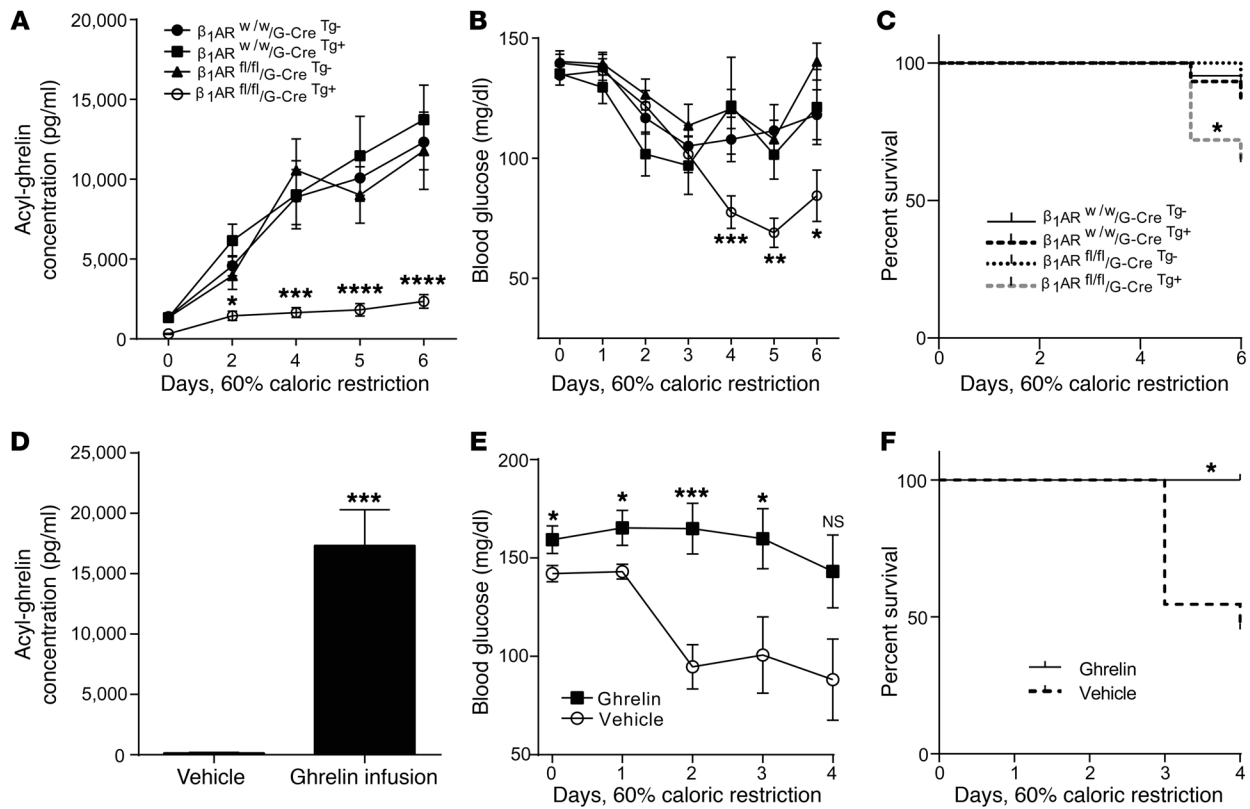 A
20,000
15,000
10,000
5,000
0
Acyl-ghrelin
concentration (pg/ml)
β1AR w/w/G-Cre Tg-
β1AR w/w/G-Cre Tg+
β1AR fl/fl/G-Cre Tg-
β1AR fl/fl/G-Cre Tg+
* *** **** ****
0 2 4 5 6
Days, 60% caloric restriction
B
150
100
50
Blood glucose (mg/dl)
*** ** *
0 1 2 3 4 5 6
Days, 60% caloric restriction
C
100
50
0
Percent survival
*
β1AR w/w/G-Cre Tg-
β1AR w/w/G-Cre Tg+
β1AR fl/fl/G-Cre Tg-
β1AR fl/fl/G-Cre Tg+
0 2 4 6
Days, 60% caloric restriction
D
25,000
20,000
15,000
10,000
5,000
0
Acyl-ghrelin
concentration (pg/ml)
***
Vehicle Ghrelin infusion
E
200
150
100
50
Blood glucose (mg/dl)
* * *** * NS
Ghrelin
Vehicle
0 1 2 3 4
Days, 60% caloric restriction
F
100
50
0
Percent survival
*
Ghrelin
Vehicle
0 1 2 3 4
Days, 60% caloric restriction